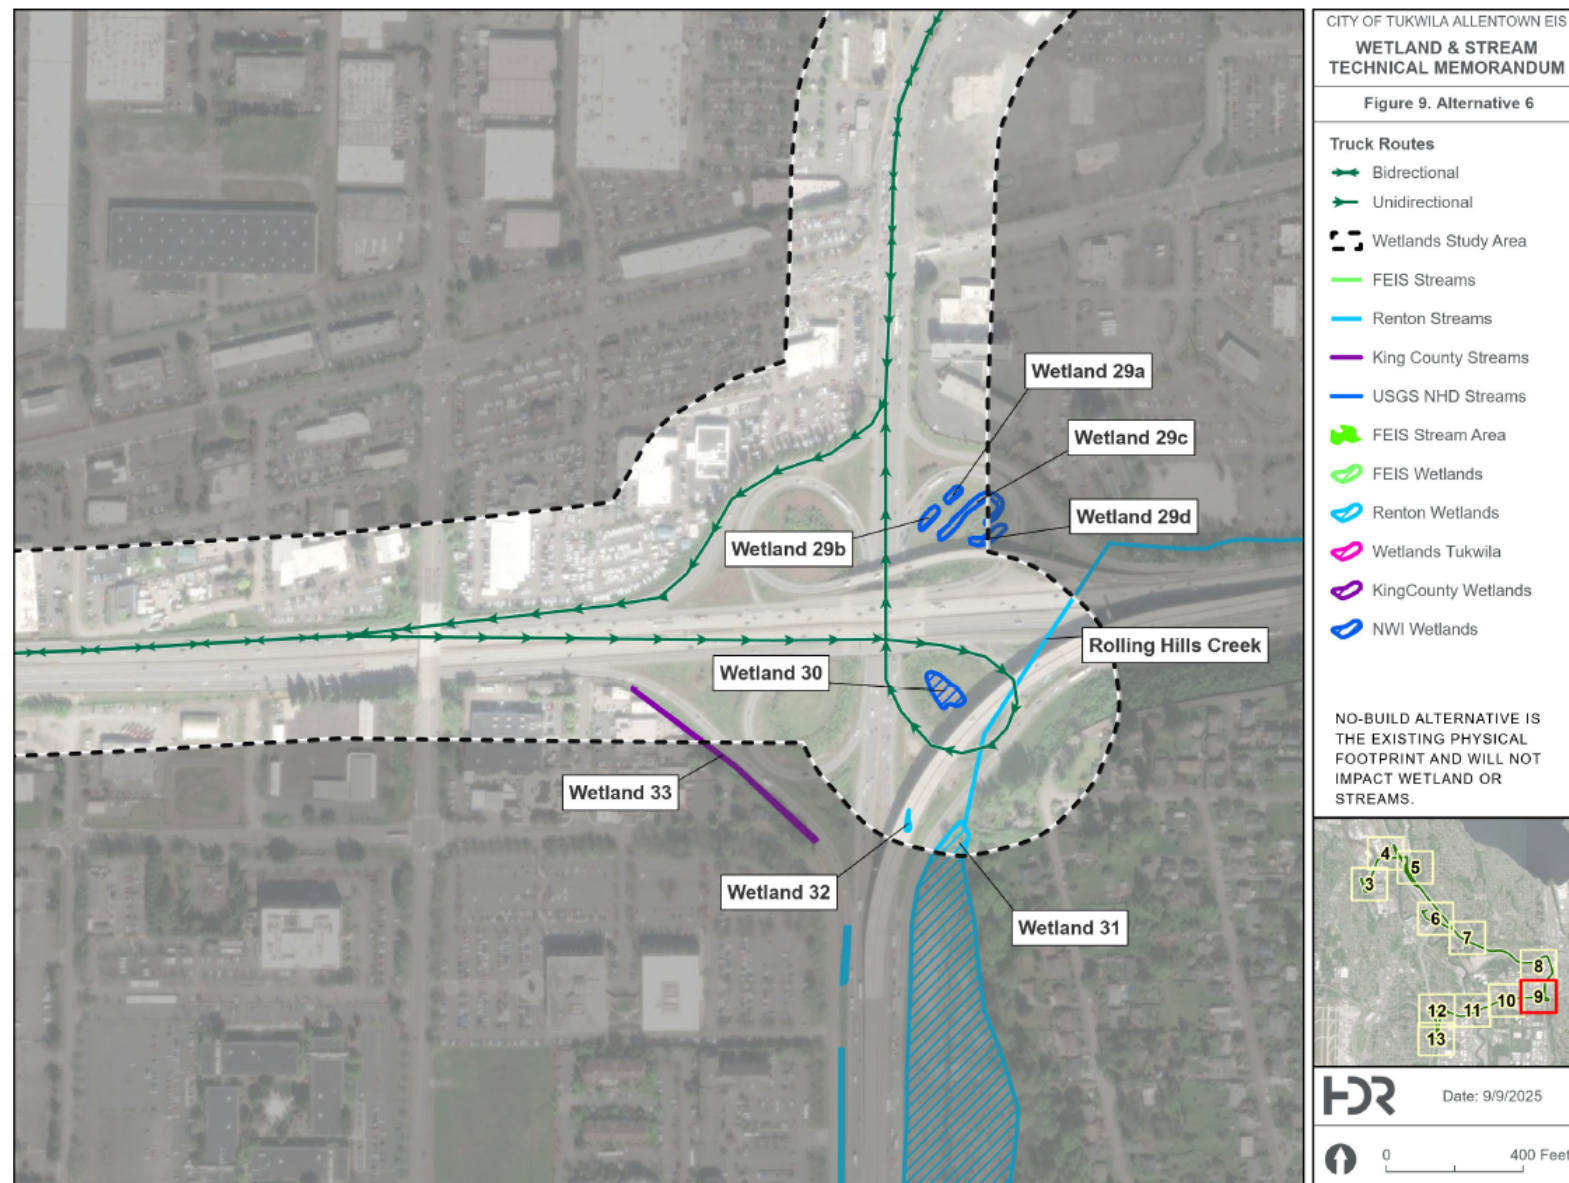 CITY OF TUKWILA ALLENTOWN EIS
WETLAND & STREAM
TECHNICAL MEMORANDUM
Figure 9. Alternative 6
Truck Routes
Bidrectional
Unidirectional
Wetlands Study Area
FEIS Streams
Renton Streams
King County Streams
USGS NHD Streams
FEIS Stream Area
FEIS Wetlands
Renton Wetlands
Wetlands Tukwila
KingCounty Wetlands
NWI Wetlands
NO-BUILD ALTERNATIVE IS
THE EXISTING PHYSICAL
FOOTPRINT AND WILL NOT
IMPACT WETLAND OR
STREAMS.
Wetland 29a
Wetland 29c
Wetland 29d
Wetland 29b
Rolling Hills Creek
Wetland 30
Wetland 33
Wetland 32
Wetland 31
4
5
3
6
7
8
9
10
11
12
13
HDR
Date: 9/9/2025
0 400 Feet